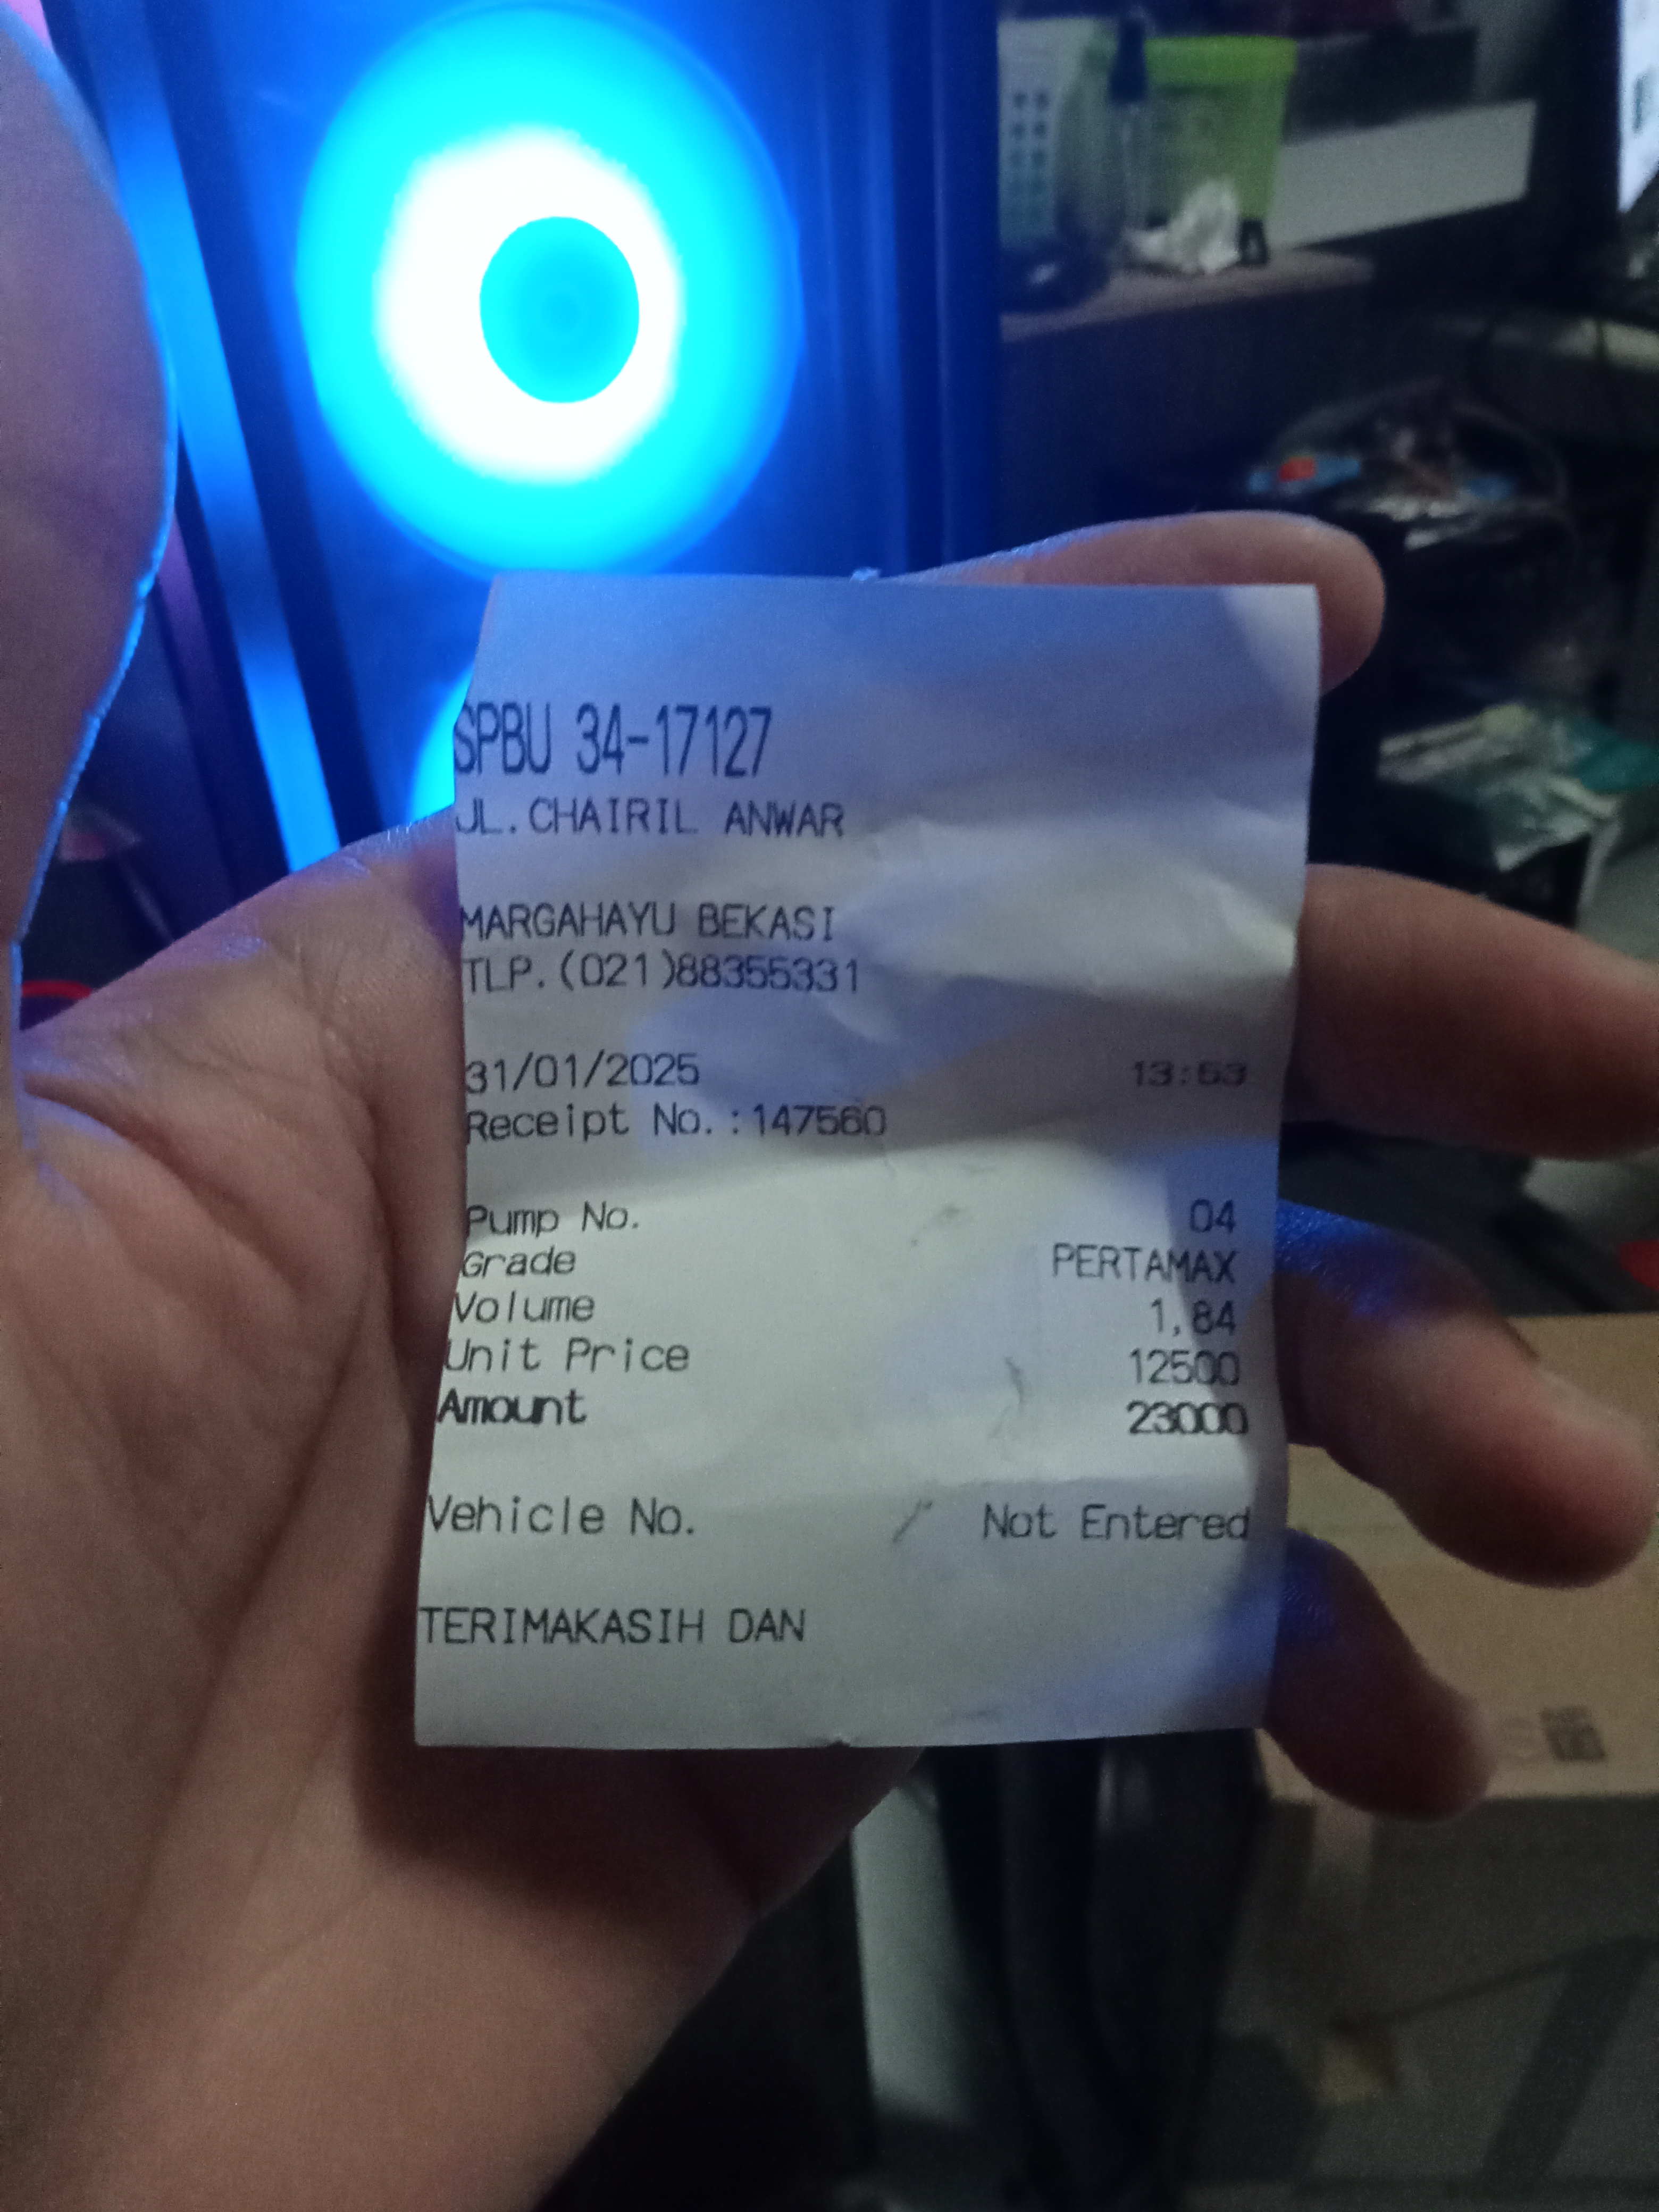 SPBU 34-17127
JL.CHAIRIL ANWAR
MARGAHAYU BEKASI
TLP.(021)88355331
31/01/2025 13:53
Receipt No.:147560
Pump No. 04
Grade PERTAMAX
Volume 1,84
Unit Price 12500
Amount 23000
Vehicle No. Not Entered
TERIMAKASIH DAN